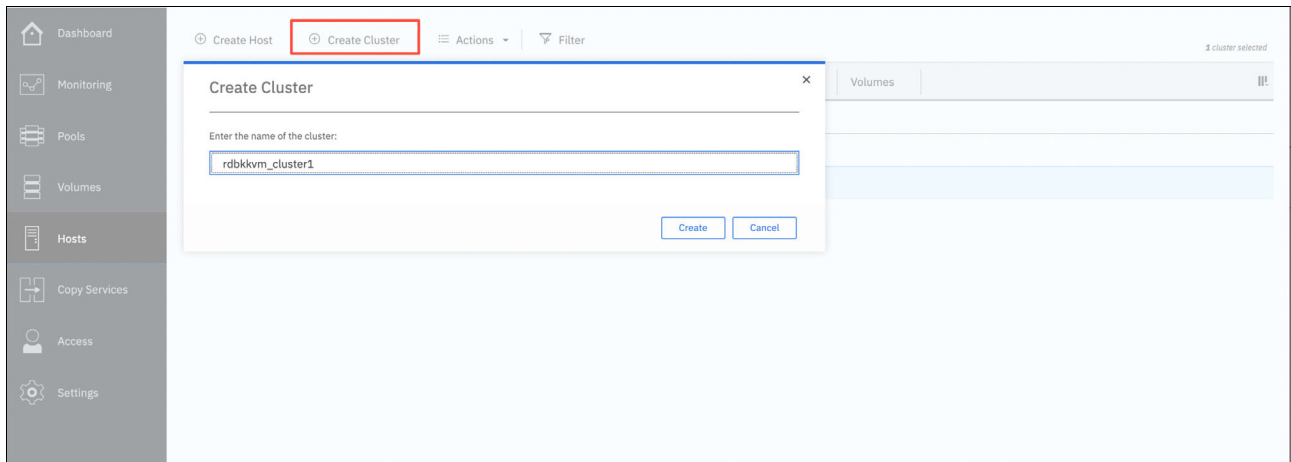 Dashboard
Monitoring
Pools
Volumes
Hosts
Copy Services
Access
Settings
Create Host Create Cluster Actions Filter
1 cluster selected
Volumes
Create Cluster
Enter the name of the cluster:
rdbkkvm_cluster1
Create Cancel